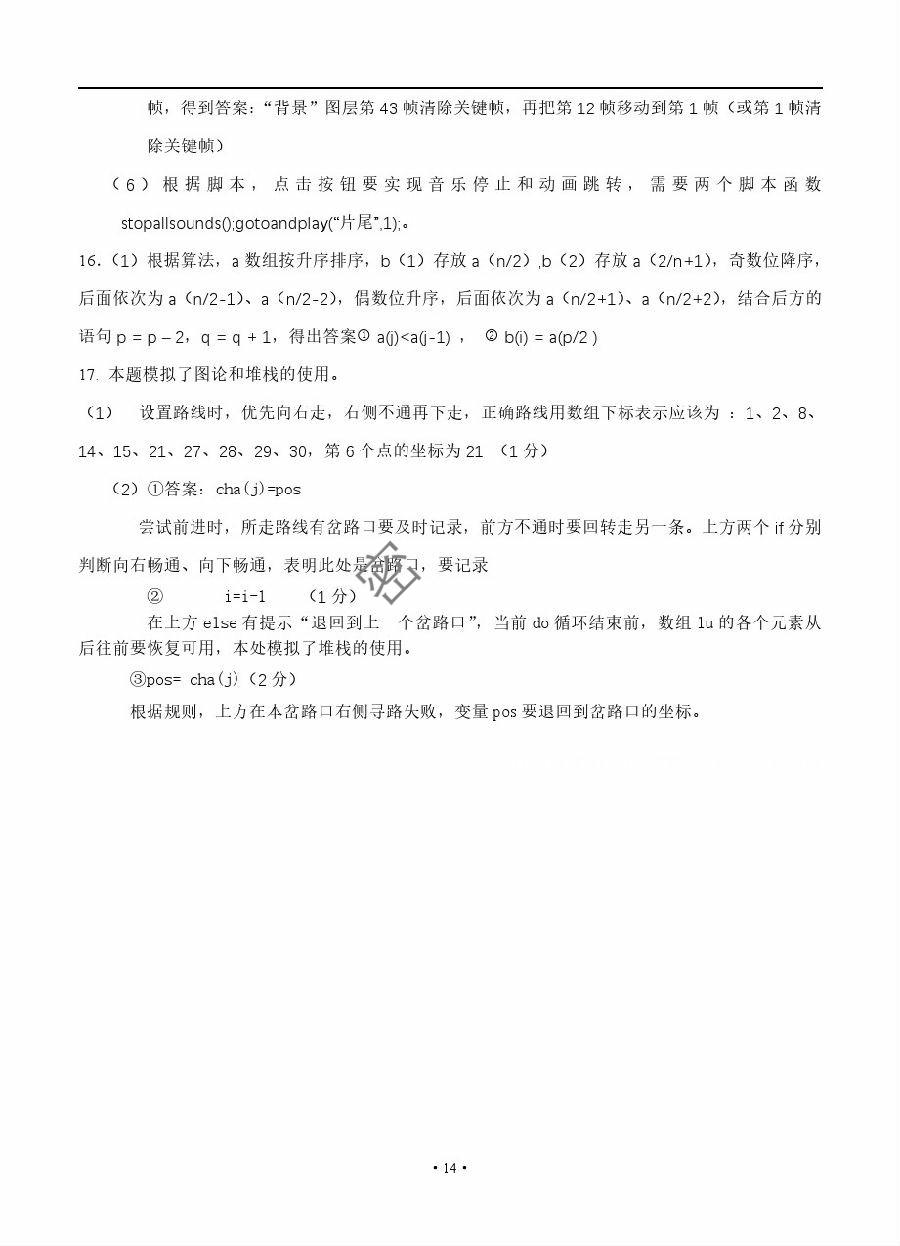 帧，得到答案：“背景”图层第 43 帧清除关键帧，再把第 12 帧移动到第 1 帧（或第 1 帧清
除关键帧）
（6）根据脚本，点击按钮要实现音乐停止和动画跳转，需要两个脚本函数
stopallsounds();gotoandplay(“片尾”,1);。
16.（1）根据算法，a 数组按升序排序，b（1）存放 a（n/2）,b（2）存放 a（2/n+1），奇数位降序，
后面依次为 a（n/2-1）、a（n/2-2），偶数位升序，后面依次为 a（n/2+1）、a（n/2+2），结合后方的
语句 p = p – 2，q = q + 1，得出答案① a(j)<a(j-1) ， ② b(i) = a(p/2 )
17. 本题模拟了图论和堆栈的使用。
（1） 设置路线时，优先向右走，右侧不通再下走，正确路线用数组下标表示应该为 ：1、2、8、
14、15、21、27、28、29、30，第 6 个点的坐标为 21 （1 分）
（2）①答案：cha(j)=pos
尝试前进时，所走路线有岔路口要及时记录，前方不通时要回转走另一条。上方两个 if 分别
判断向右畅通、向下畅通，表明此处是岔路口，要记录
密
② i=i-1 （1 分）
在上方 else 有提示“退回到上 个岔路口”，当前 do 循环结束前，数组 lu 的各个元素从
后往前要恢复可用，本处模拟了堆栈的使用。
③pos= cha(j)（2 分）
根据规则，上方在本岔路口右侧寻路失败，变量 pos 要退回到岔路口的坐标。
• 14 •